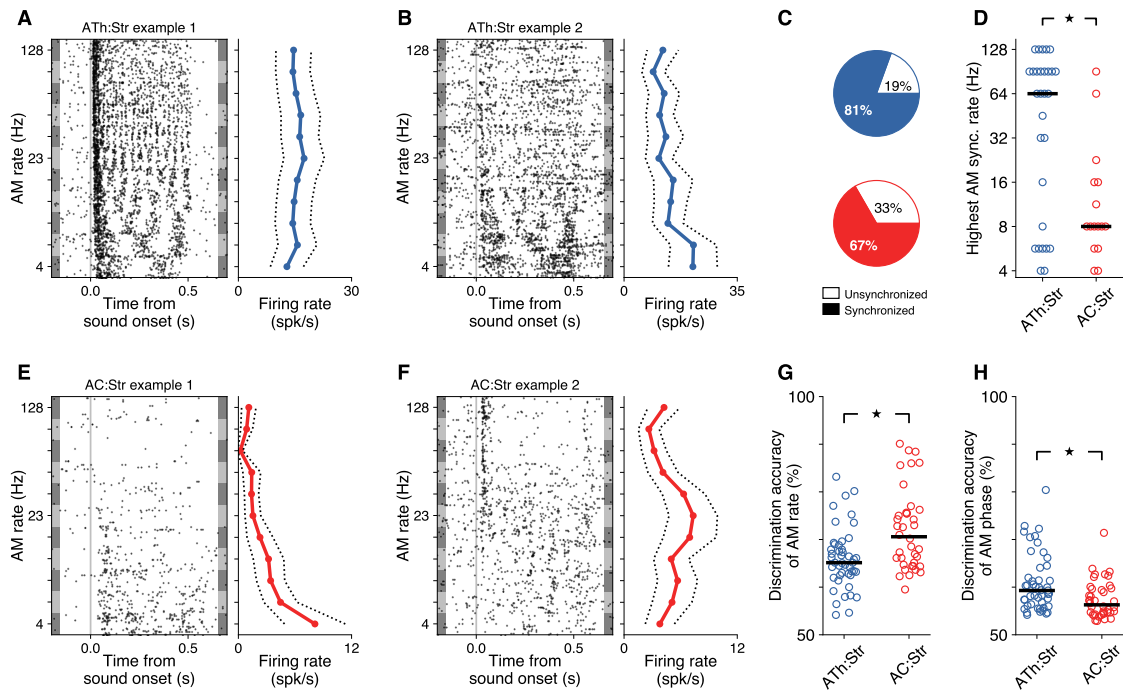 A
ATh:Str example 1
AM rate (Hz)
128
23
4
0.0
0.5
Time from
sound onset (s)
0
30
Firing rate
(spk/s)
B
ATh:Str example 2
AM rate (Hz)
128
23
4
0.0
0.5
Time from
sound onset (s)
0
35
Firing rate
(spk/s)
C
19%
81%
33%
67%
Unsynchronized
Synchronized
D
★
Highest AM sync. rate (Hz)
128
64
32
16
8
4
ATh:Str
AC:Str
E
AC:Str example 1
AM rate (Hz)
128
23
4
0.0
0.5
Time from
sound onset (s)
0
12
Firing rate
(spk/s)
F
AC:Str example 2
AM rate (Hz)
128
23
4
0.0
0.5
Time from
sound onset (s)
0
12
Firing rate
(spk/s)
G
★
Discrimination accuracy
of AM rate (%)
100
50
ATh:Str
AC:Str
H
★
Discrimination accuracy
of AM phase (%)
100
50
ATh:Str
AC:Str